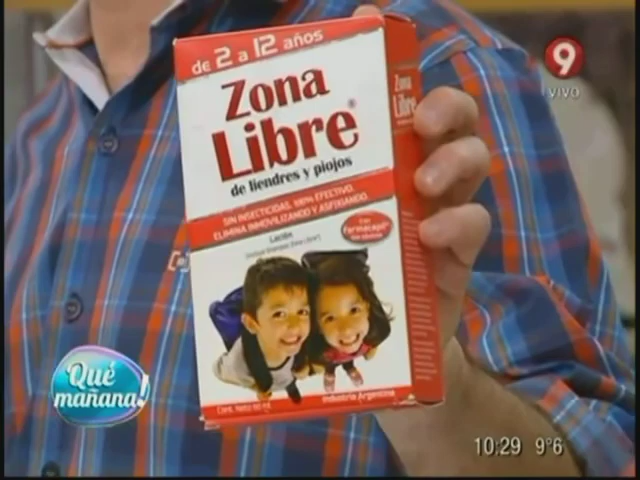 de 2 a 12 años
Zona
Libre®
de liendres y piojos
SIN INSECTICIDAS. 100% EFECTIVO.
ELIMINA INMOVILIZANDO Y ASFIXIANDO.
Loción
Industria Argentina
Zona
Libre
9
VIVO
Qué
mañana!
10:29 9°6